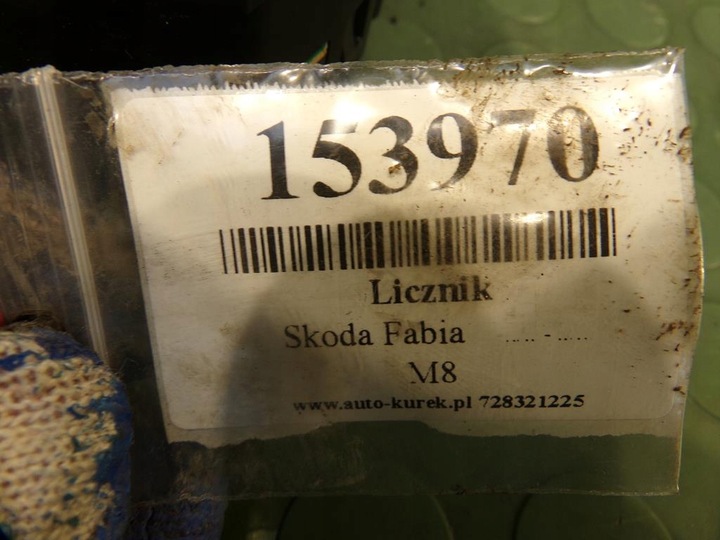 153970
Licznik
Skoda Fabia .. .. - .. ..
M8
www.auto-kurek.pl 728321225